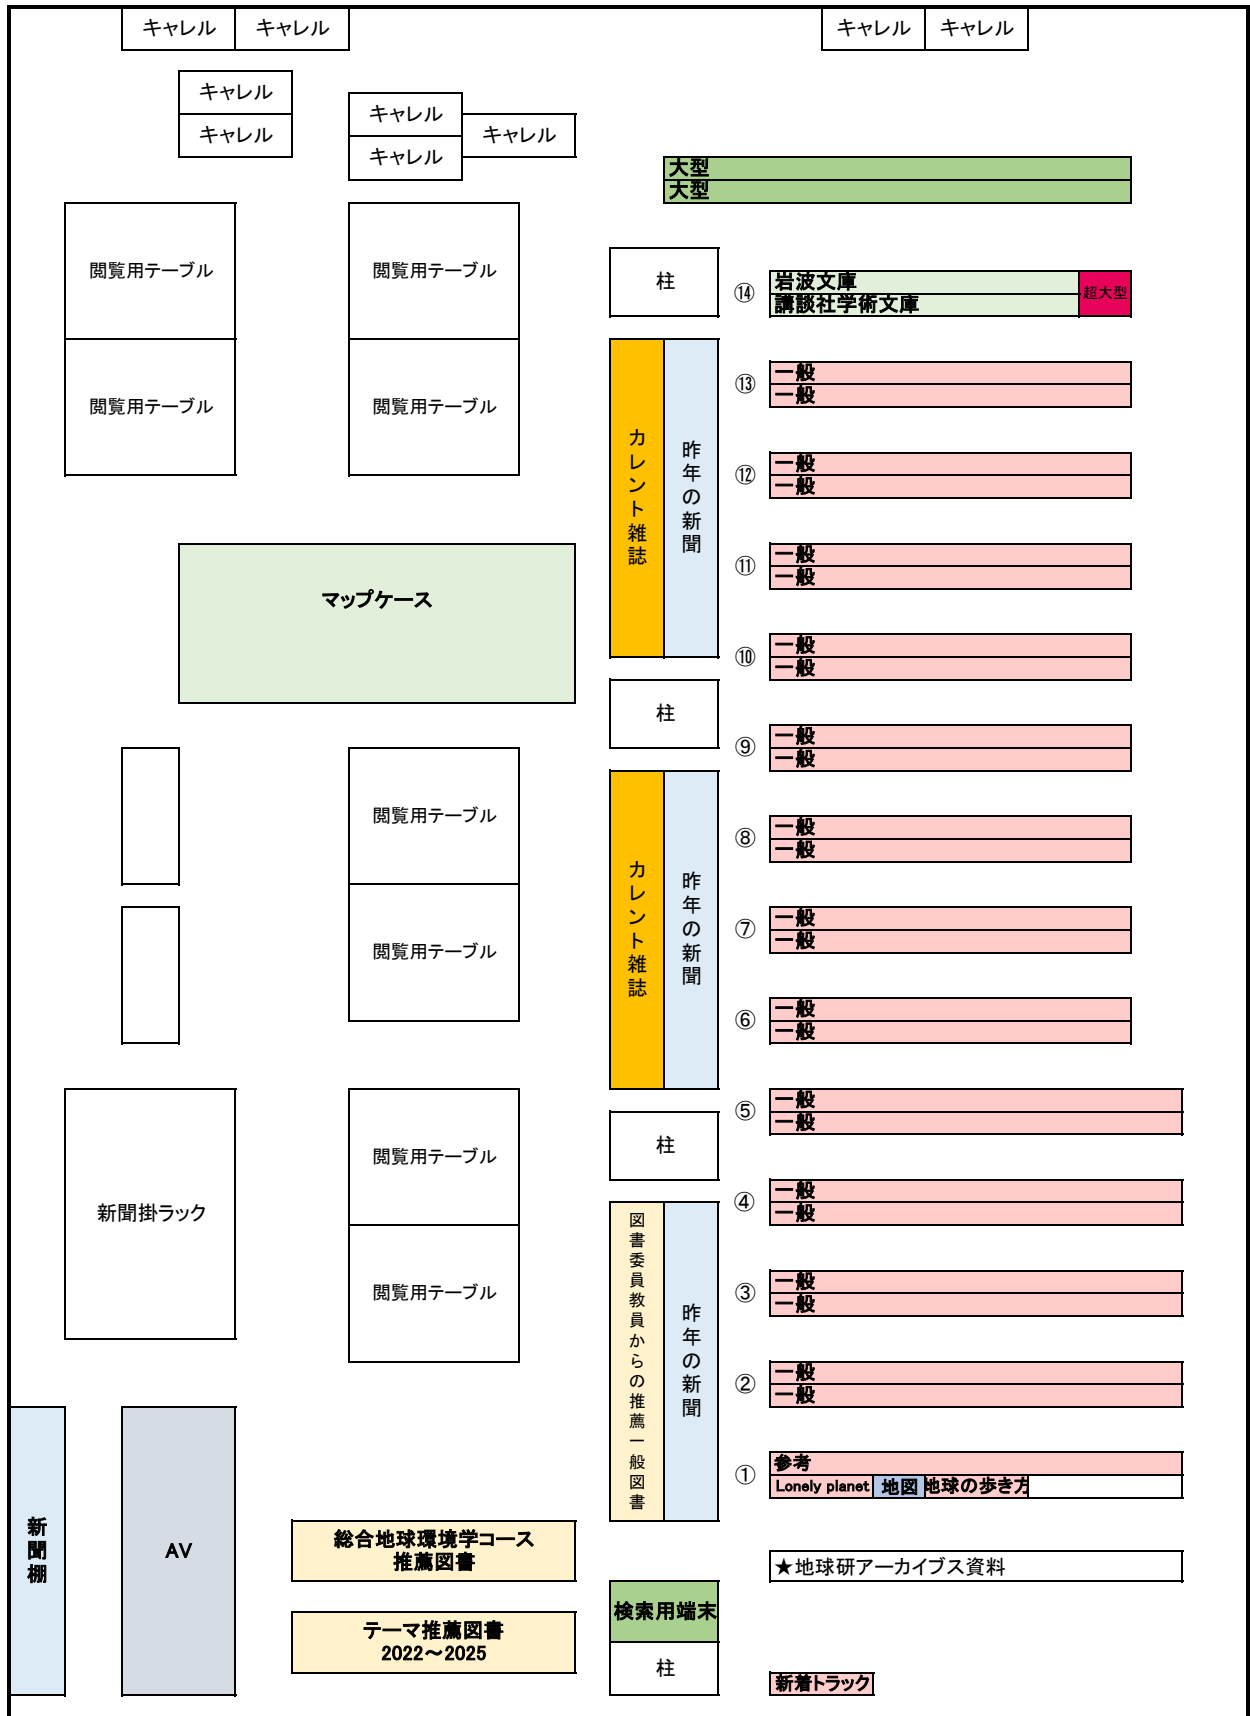 キャレル キャレル キャレル キャレル
キャレル
キャレル
キャレル
キャレル
キャレル
大型
大型
閲覧用テーブル
閲覧用テーブル
柱
⑭
岩波文庫
講談社学術文庫
超大型
閲覧用テーブル
閲覧用テーブル
カレント雑誌
昨年の新聞
⑬
一般
一般
⑫
一般
一般
マップケース
⑪
一般
一般
⑩
一般
一般
柱
⑨
一般
一般
閲覧用テーブル
閲覧用テーブル
カレント雑誌
昨年の新聞
⑧
一般
一般
⑦
一般
一般
⑥
一般
一般
新聞掛ラック
閲覧用テーブル
閲覧用テーブル
柱
⑤
一般
一般
図書委員教員からの推薦一般図書
昨年の新聞
④
一般
一般
③
一般
一般
②
一般
一般
①
参考
Lonely planet
地図
地球の歩き方
新聞棚
AV
総合地球環境学コース
推薦図書
★地球研アーカイブス資料
テーマ推薦図書
2022～2025
検索用端末
柱
新着トラック